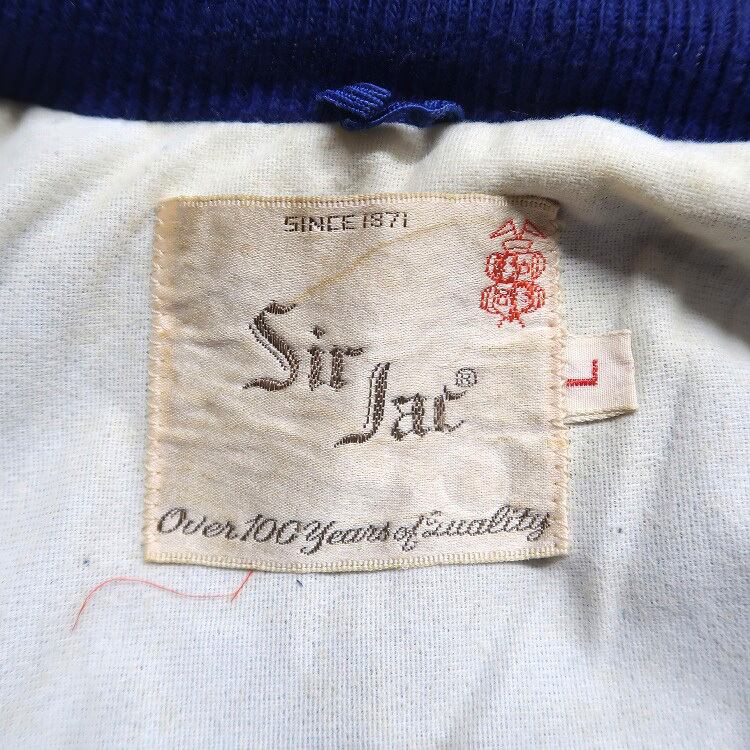 SINCE 1871
Sir
Jac®
Over 100 Years of Quality
L